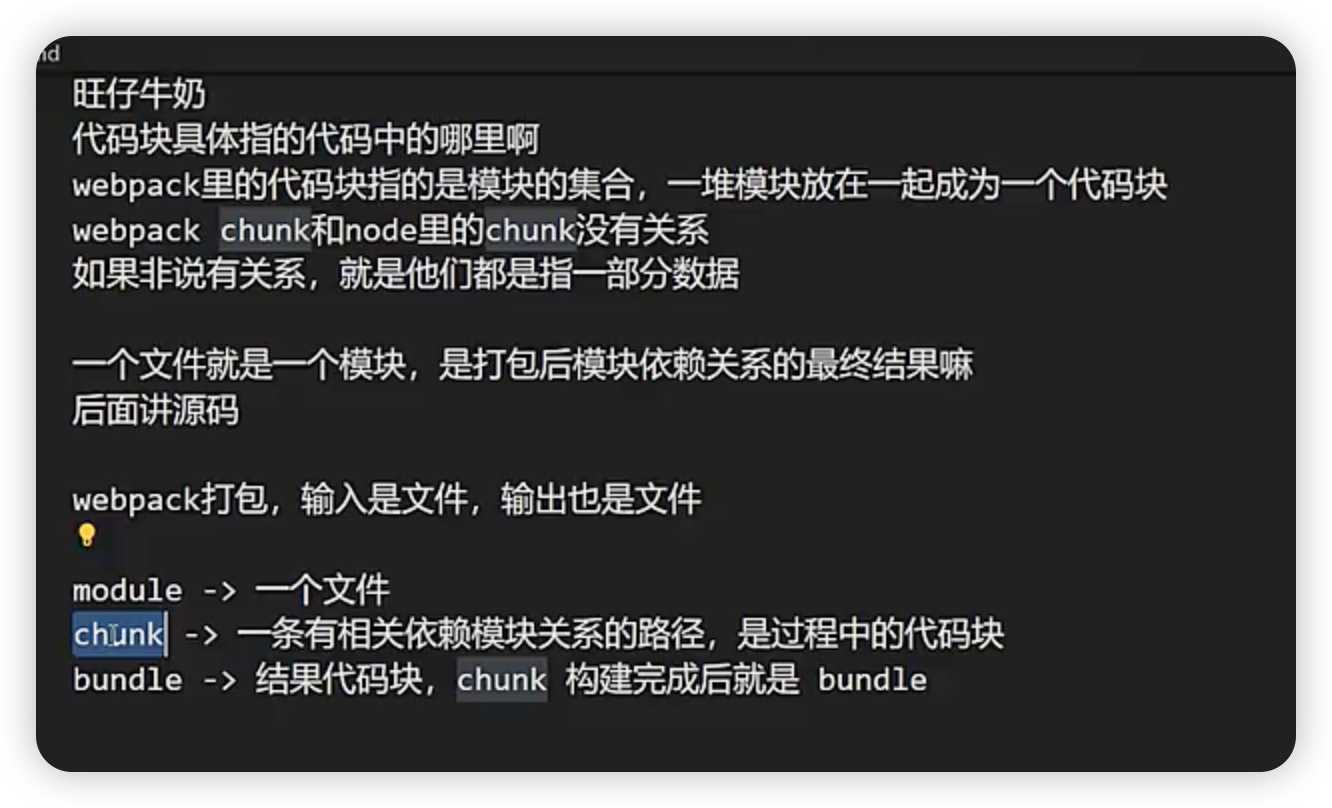 nd
旺仔牛奶
代码块具体指的代码中的哪里啊
webpack里的代码块指的是模块的集合，一堆模块放在一起成为一个代码块
webpack chunk和node里的chunk没有关系
如果非说有关系，就是他们都是指一部分数据
一个文件就是一个模块，是打包后模块依赖关系的最终结果嘛
后面讲源码
webpack打包，输入是文件，输出也是文件
module -> 一个文件
chunk -> 一条有相关依赖模块关系的路径，是过程中的代码块
bundle -> 结果代码块，chunk 构建完成后就是 bundle